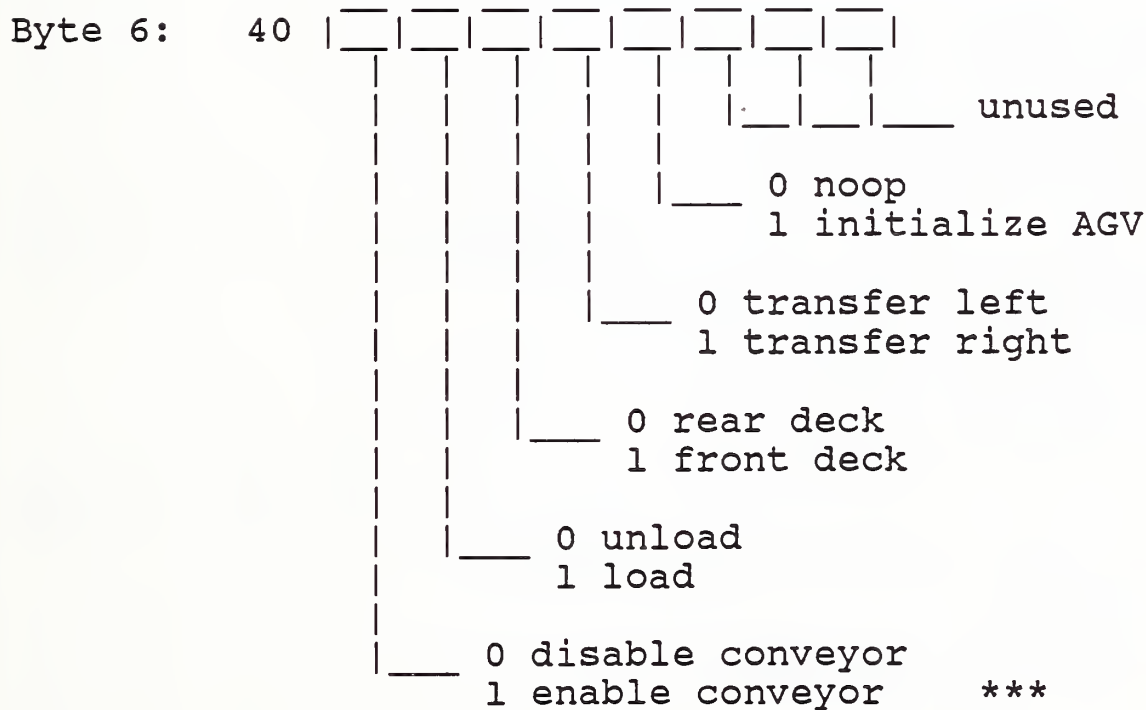 Byte 6: 40
unused
0 noop
1 initialize AGV
0 transfer left
1 transfer right
0 rear deck
1 front deck
0 unload
1 load
0 disable conveyor
1 enable conveyor ***